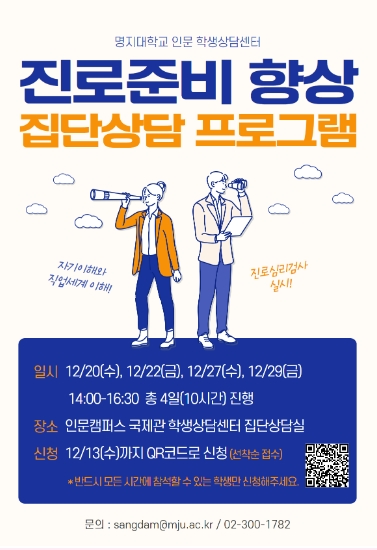 명지대학교 인문 학생상담센터
진로준비 향상
집단상담 프로그램
자기이해와
직업세계 이해!
진로심리검사
실시!
일시 12/20(수), 12/22(금), 12/27(수), 12/29(금)
14:00-16:30 총 4일(10시간) 진행
장소 인문캠퍼스 국제관 학생상담센터 집단상담실
신청 12/13(수)까지 QR코드로 신청 (선착순 접수)
*반드시 모든 시간에 참석할 수 있는 학생만 신청해주세요.
문의 : sangdam@mju.ac.kr / 02-300-1782